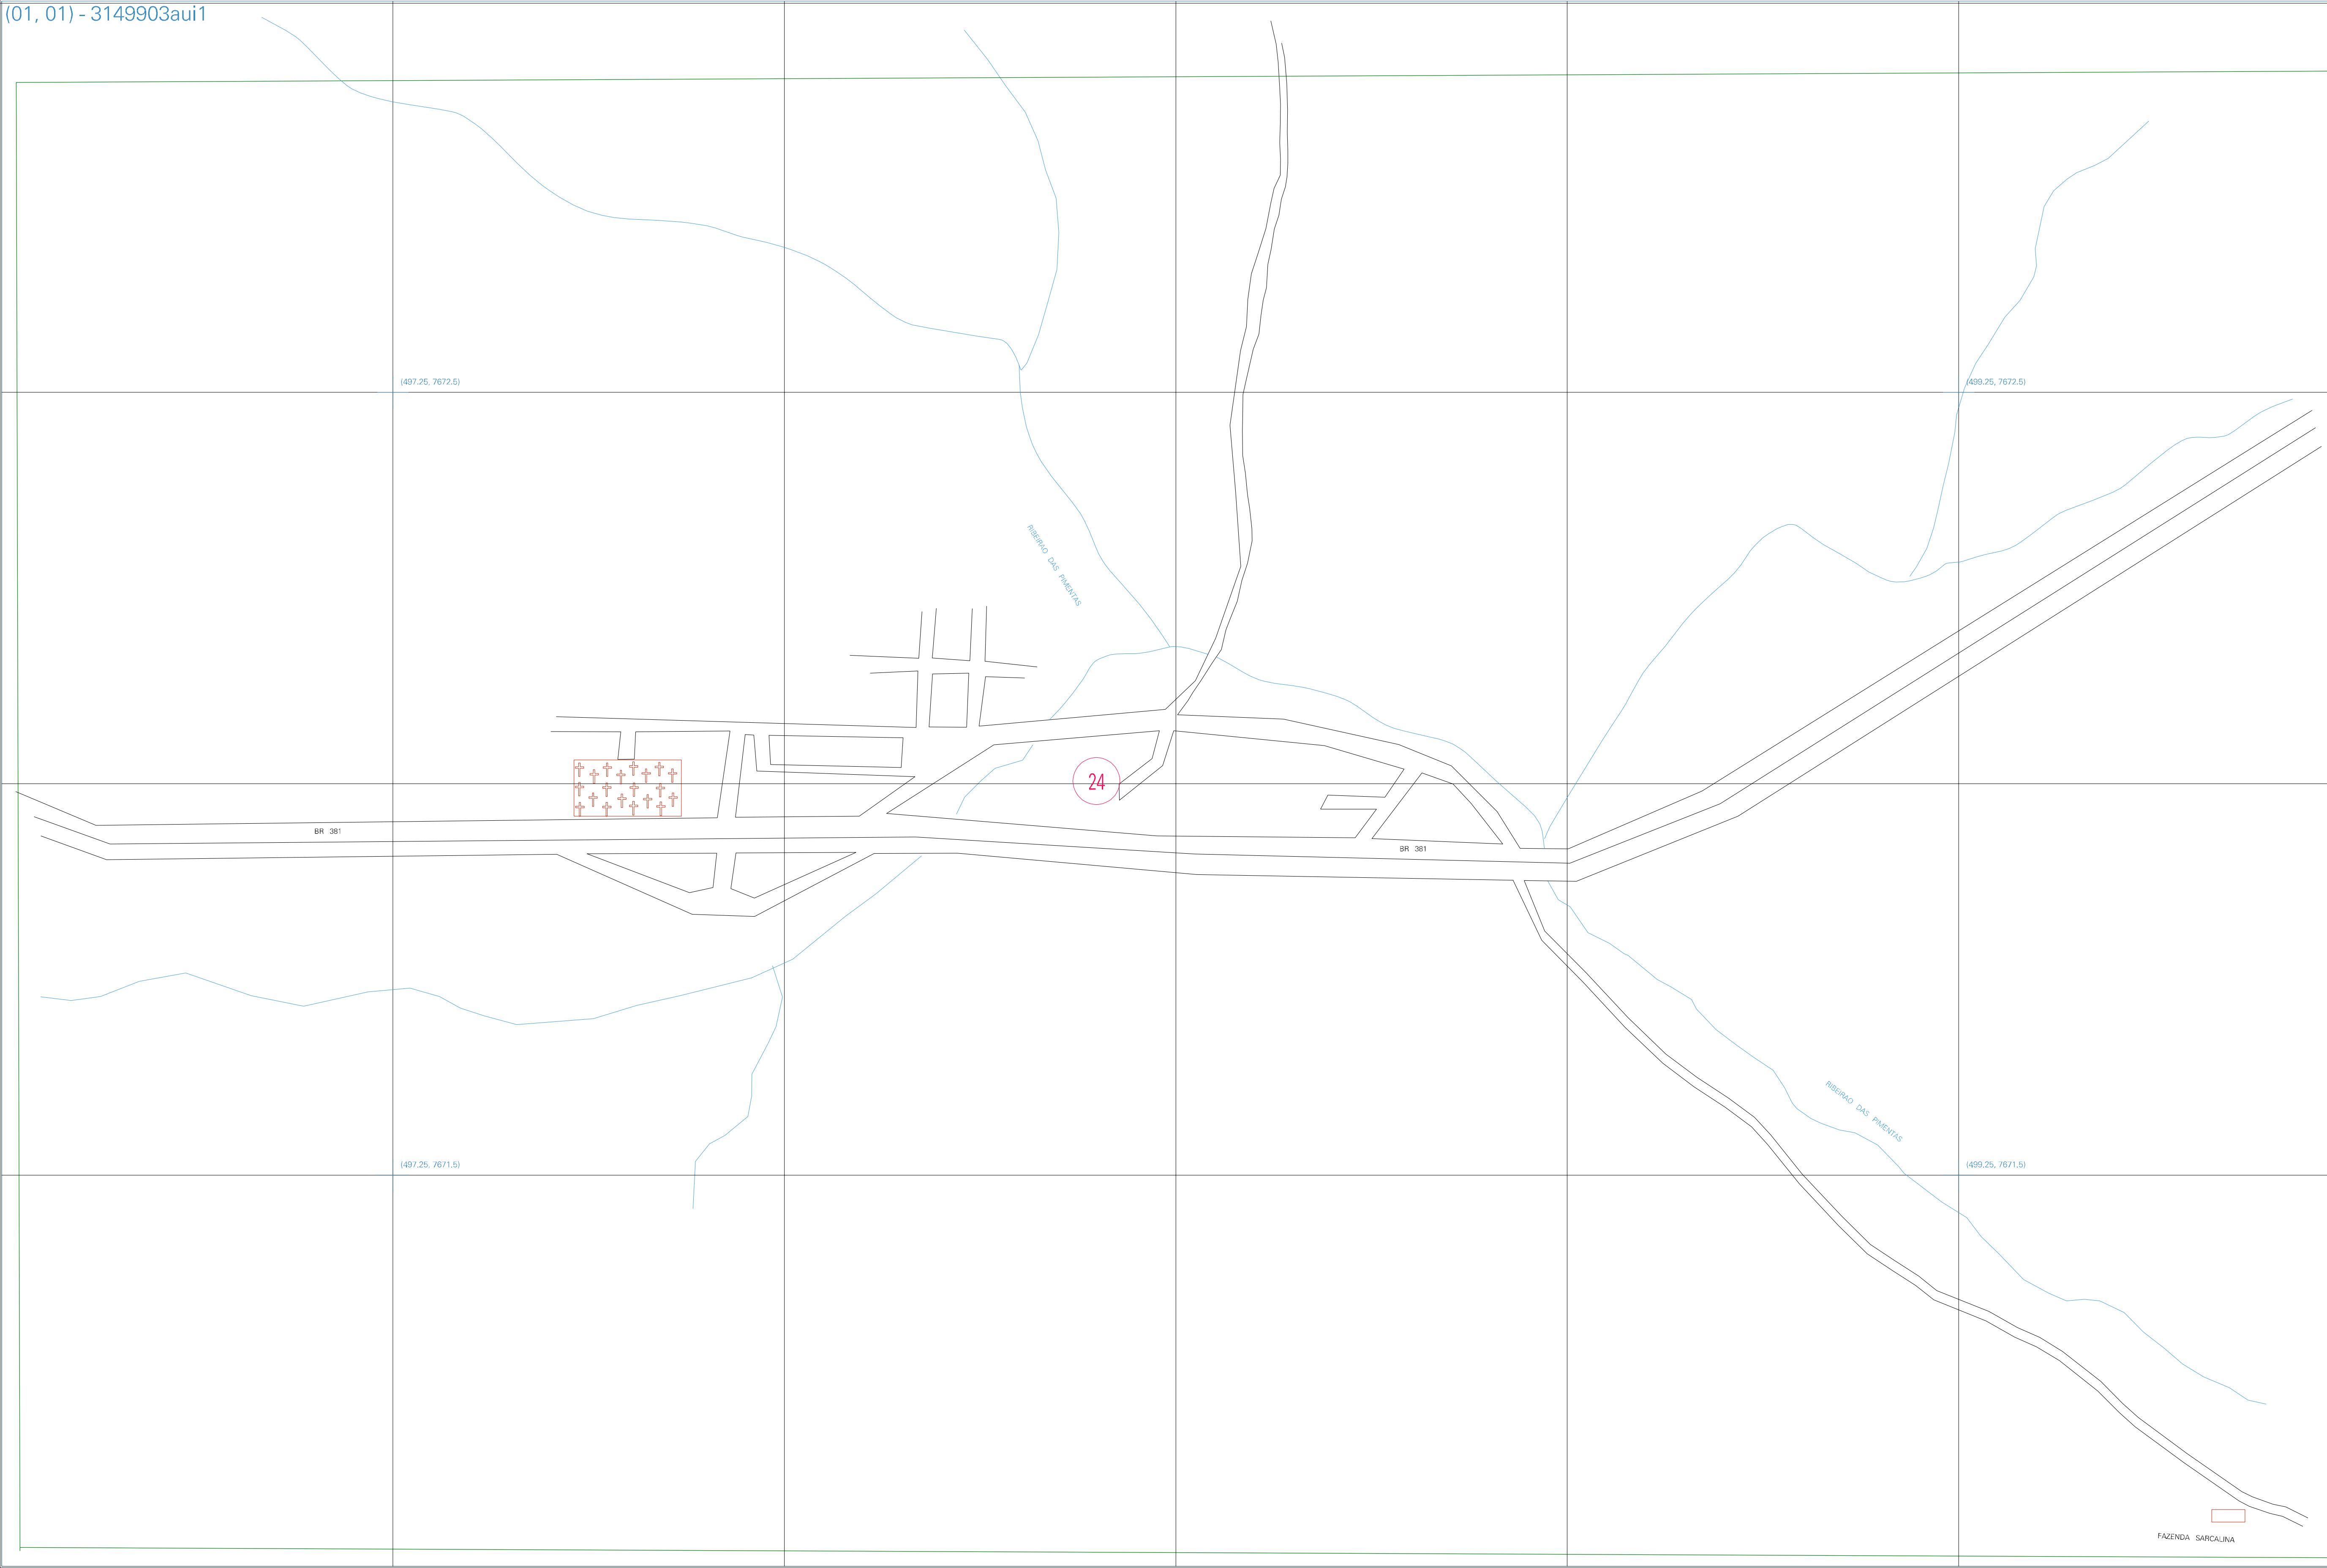 (01, 01) - 3149903aui1
(497.25, 7672.5)
(499.25, 7672.5)
RIBEIRAO DAS PIMENTAS
24
BR 381
BR 381
RIBEIRAO DAS PIMENTAS
(497.25, 7671.5)
(499.25, 7671.5)
FAZENDA SARCALINA